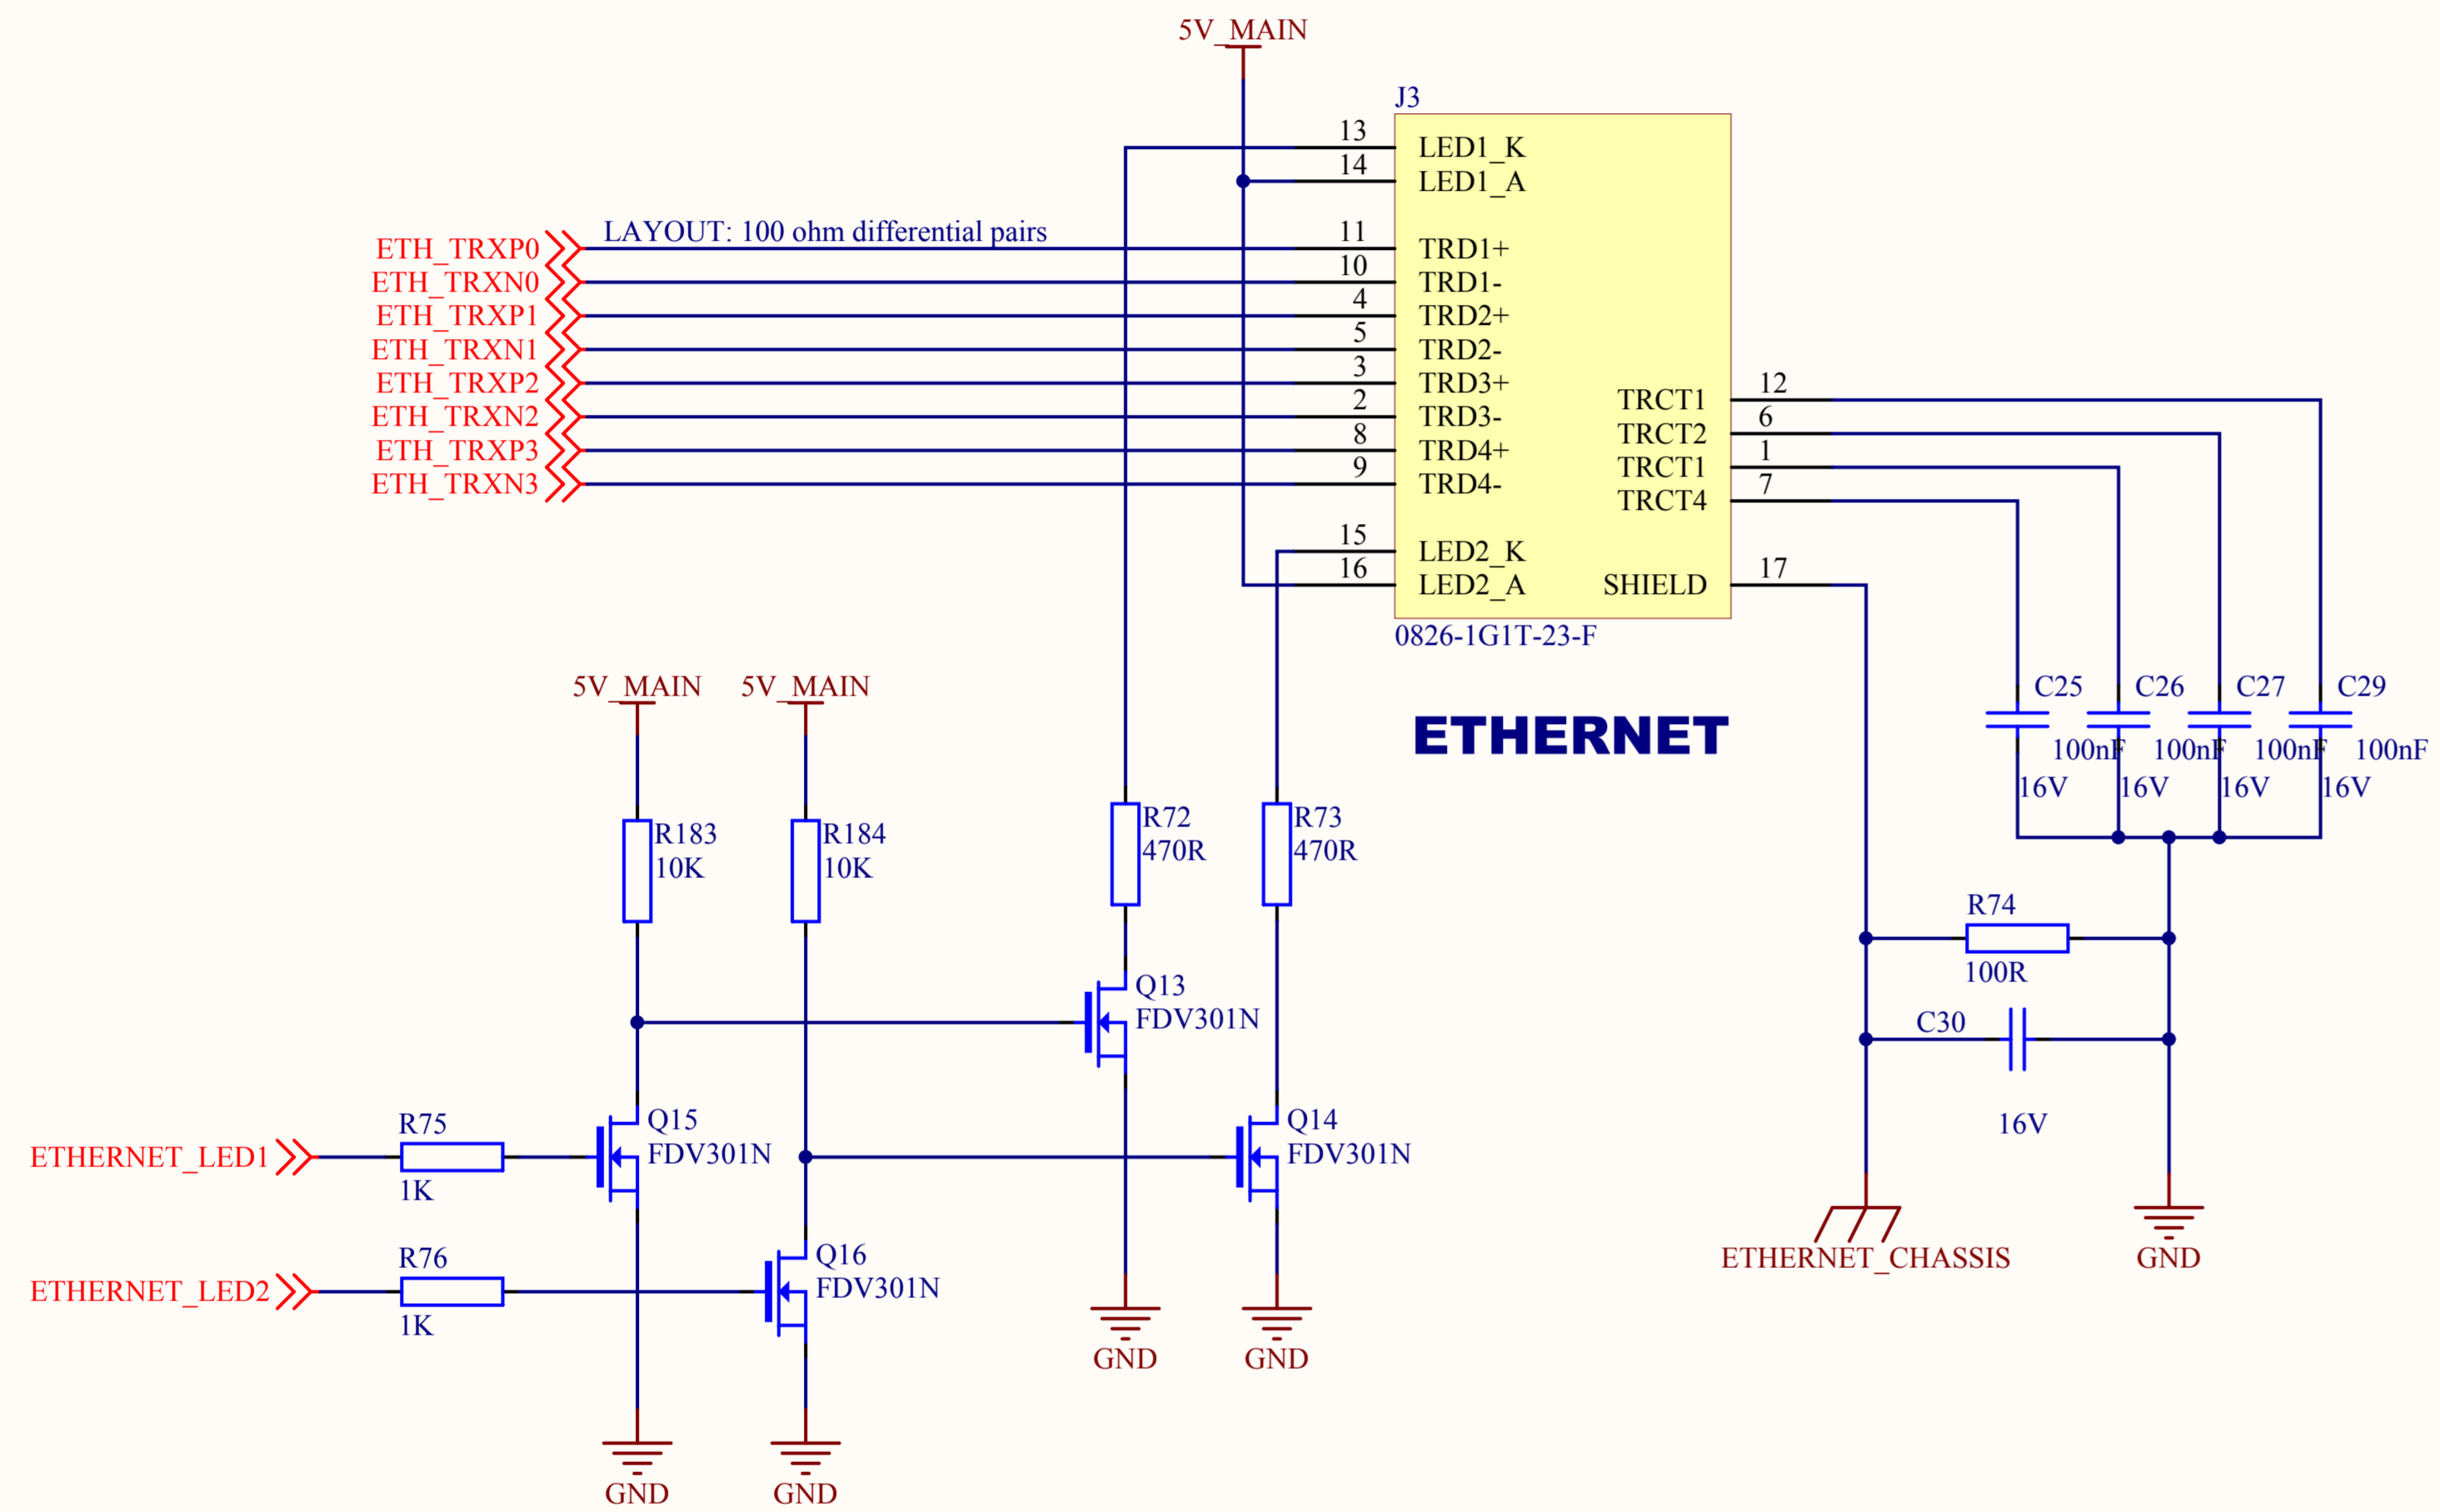 5V_MAIN
J3
13
LED1_K
14
LED1_A
LAYOUT: 100 ohm differential pairs
ETH_TRXP0
11
TRD1+
ETH_TRXN0
10
TRD1-
ETH_TRXP1
4
TRD2+
ETH_TRXN1
5
TRD2-
ETH_TRXP2
3
TRD3+
ETH_TRXN2
2
TRD3-
ETH_TRXP3
8
TRD4+
ETH_TRXN3
9
TRD4-
TRCT1
12
TRCT2
6
TRCT1
1
TRCT4
7
15
LED2_K
16
LED2_A
SHIELD
17
0826-1G1T-23-F
ETHERNET
C25
100nF
16V
C26
100nF
16V
C27
100nF
16V
C29
100nF
16V
5V_MAIN
5V_MAIN
R183
10K
R184
10K
R72
470R
R73
470R
R74
100R
C30
16V
Q13
FDV301N
Q15
FDV301N
Q14
FDV301N
R75
ETHERNET_LED1
1K
Q16
FDV301N
R76
ETHERNET_LED2
1K
ETHERNET_CHASSIS
GND
GND
GND
GND
GND